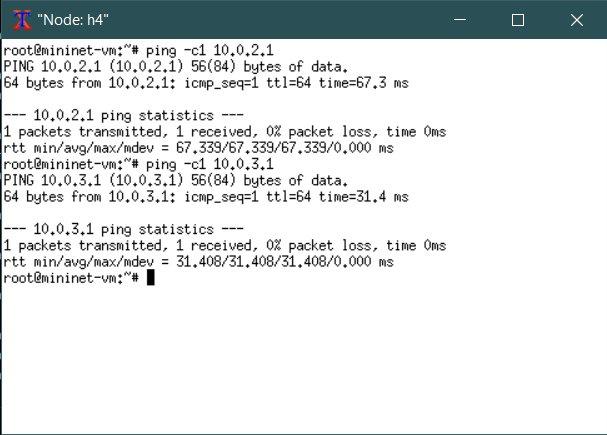 "Node: h4"
root@mininet-vm:~# ping -c1 10.0.2.1
PING 10.0.2.1 (10.0.2.1) 56(84) bytes of data.
64 bytes from 10.0.2.1: icmp_seq=1 ttl=64 time=67.3 ms
--- 10.0.2.1 ping statistics ---
1 packets transmitted, 1 received, 0% packet loss, time 0ms
rtt min/avg/max/mdev = 67.339/67.339/67.339/0.000 ms
root@mininet-vm:~# ping -c1 10.0.3.1
PING 10.0.3.1 (10.0.3.1) 56(84) bytes of data.
64 bytes from 10.0.3.1: icmp_seq=1 ttl=64 time=31.4 ms
--- 10.0.3.1 ping statistics ---
1 packets transmitted, 1 received, 0% packet loss, time 0ms
rtt min/avg/max/mdev = 31.408/31.408/31.408/0.000 ms
root@mininet-vm:~#